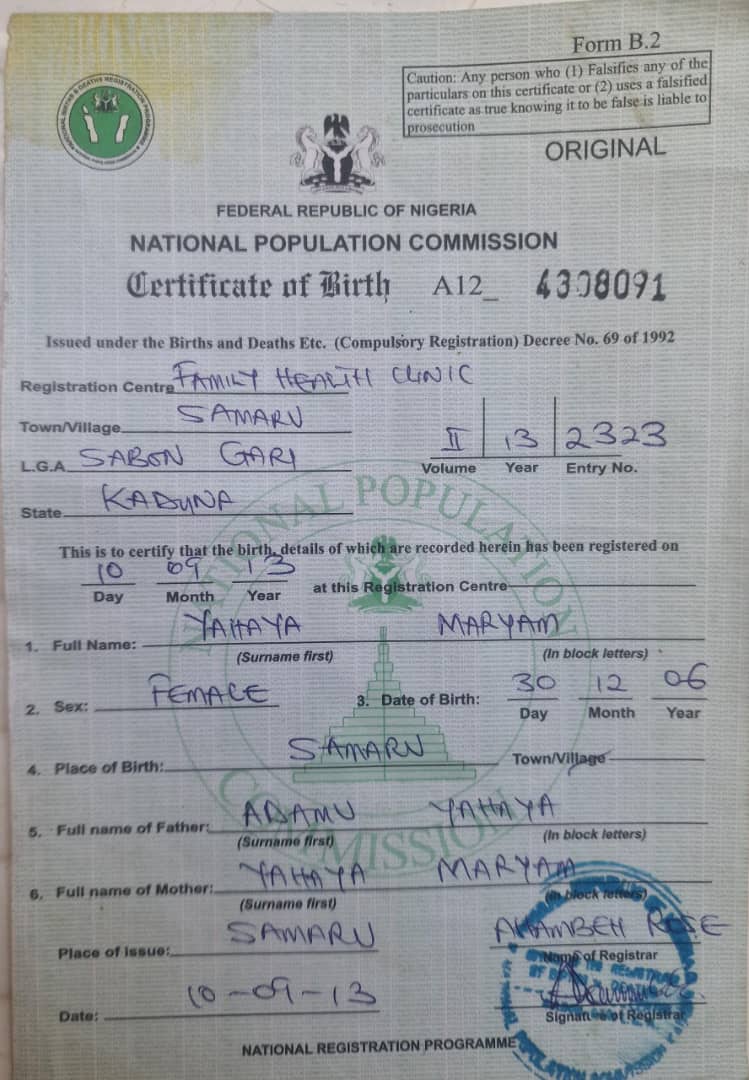 Form B.2
Caution: Any person who (1) Falsifies any of the
particulars on this certificate or (2) uses a falsified
certificate as true knowing it to be false is liable to
prosecution
ORIGINAL
FEDERAL REPUBLIC OF NIGERIA
NATIONAL POPULATION COMMISSION
Certificate of Birth A12_ 4308091
Issued under the Births and Deaths Etc. (Compulsory Registration) Decree No. 69 of 1992
Registration Centre FAMILY HEALTH CLINIC
Town/Village SAMARU
L.G.A SABON GARI
II 13 2323
Volume Year Entry No.
State KADUNA
NATIONAL POPULATION COMMISSION
This is to certify that the birth, details of which are recorded herein has been registered on
10 09 13 at this Registration Centre
Day Month Year
1. Full Name: YAHAYA MARYAM
(Surname first) (In block letters)
2. Sex: FEMALE 3. Date of Birth: 30 12 06
Day Month Year
4. Place of Birth: SAMARU Town/Village
5. Full name of Father: ADAMU YAHAYA
(Surname first) (In block letters)
6. Full name of Mother: YAHAYA MARYAM
(Surname first) (In block letters)
Place of issue: SAMARU AKAMBEH ROSE
Name of Registrar
Date: 10-09-13
Signature of Registrar
NATIONAL REGISTRATION PROGRAMME